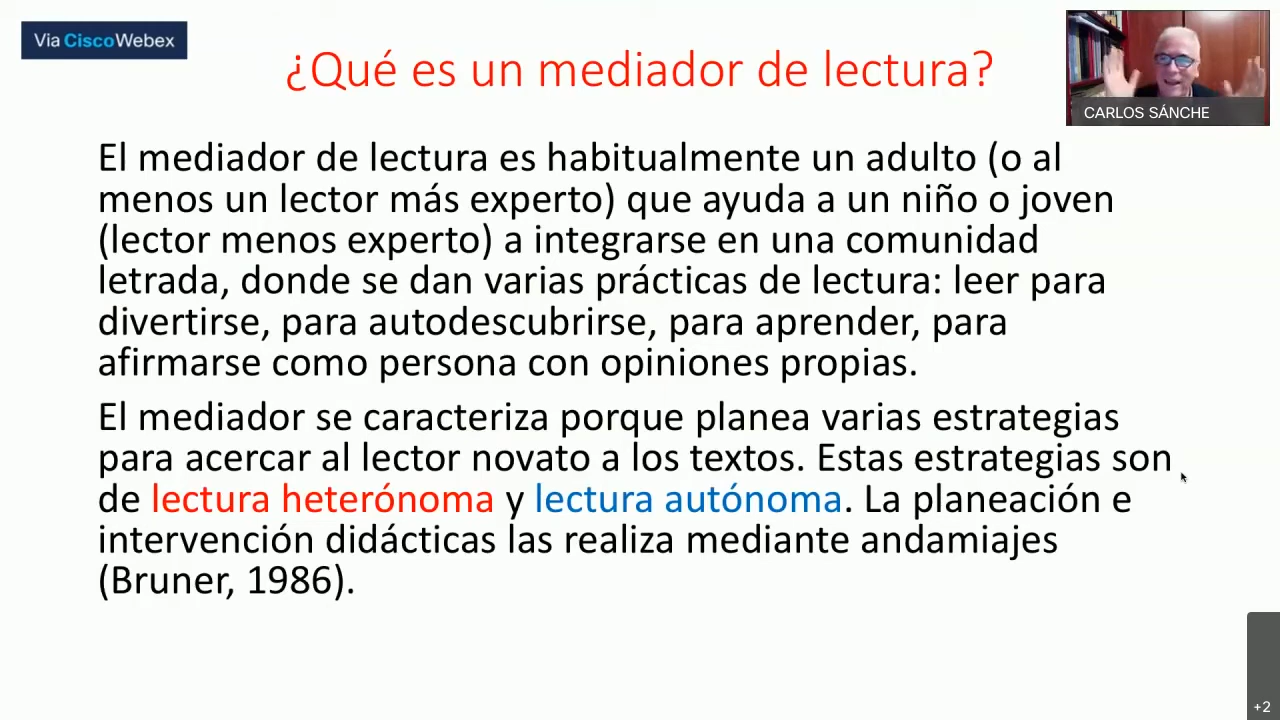 Vía Cisco Webex
¿Qué es un mediador de lectura?
CARLOS SÁNCHE
El mediador de lectura es habitualmente un adulto (o al
menos un lector más experto) que ayuda a un niño o joven
(lector menos experto) a integrarse en una comunidad
letrada, donde se dan varias prácticas de lectura: leer para
divertirse, para autodescubrirse, para aprender, para
afirmarse como persona con opiniones propias.
El mediador se caracteriza porque planea varias estrategias
para acercar al lector novato a los textos. Estas estrategias son
de lectura heterónoma y lectura autónoma. La planeación e
intervención didácticas las realiza mediante andamiajes
(Bruner, 1986).
+2